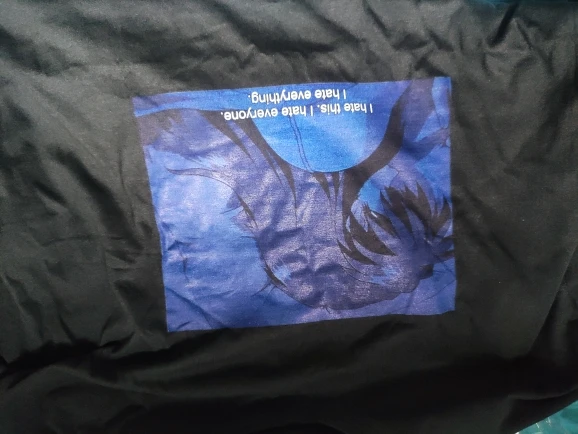 I hate this. I hate everyone.
I hate everything.